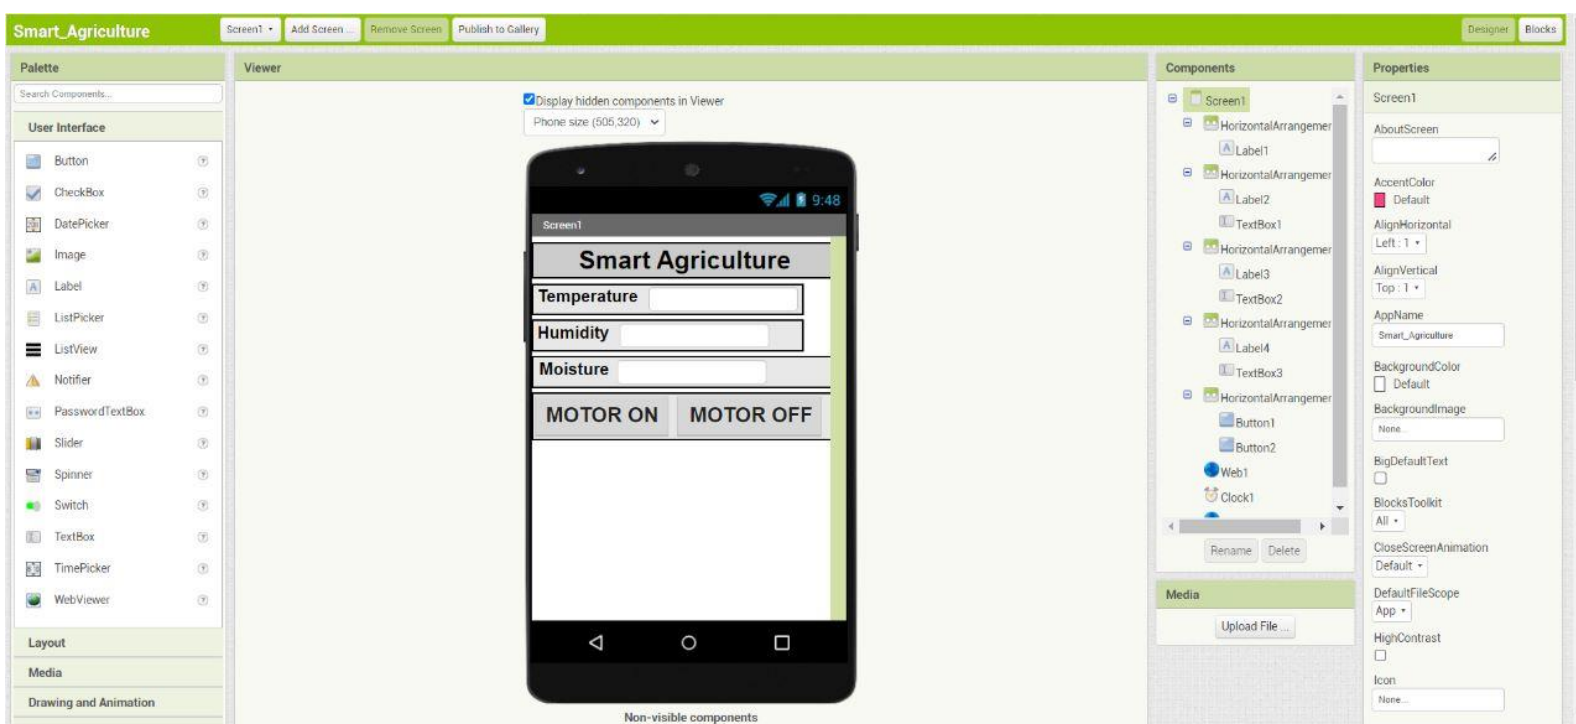 Smart_Agriculture
Screen1
Add Screen ...
Remove Screen
Publish to Gallery
Designer
Blocks
Palette
Search Components...
User Interface
Button
CheckBox
DatePicker
Image
Label
ListPicker
ListView
Notifier
PasswordTextBox
Slider
Spinner
Switch
TextBox
TimePicker
WebViewer
Layout
Media
Drawing and Animation
Viewer
Display hidden components in Viewer
Phone size (505,320)
9:48
Screen1
Smart Agriculture
Temperature
Humidity
Moisture
MOTOR ON
MOTOR OFF
Non-visible components
Components
Screen1
HorizontalArrangemer
Label1
HorizontalArrangemer
Label2
TextBox1
HorizontalArrangemer
Label3
TextBox2
HorizontalArrangemer
Label4
TextBox3
HorizontalArrangemer
Button1
Button2
Web1
Clock1
Rename
Delete
Media
Upload File ...
Properties
Screen1
AboutScreen
AccentColor
Default
AlignHorizontal
Left : 1
AlignVertical
Top : 1
AppName
Smart_Agriculture
BackgroundColor
Default
BackgroundImage
None...
BigDefaultText
BlocksToolkit
All
CloseScreenAnimation
Default
DefaultFileScope
App
HighContrast
Icon
None...